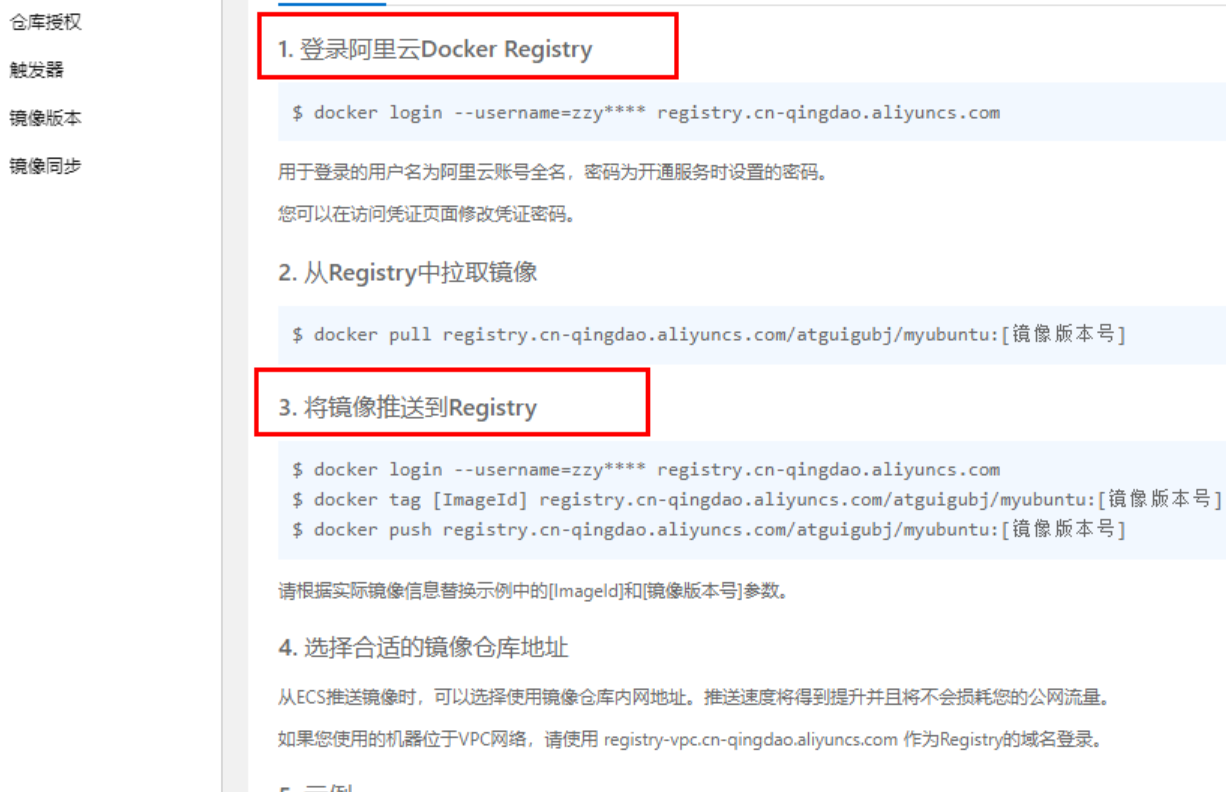 仓库授权
触发器
镜像版本
镜像同步
1. 登录阿里云Docker Registry
$ docker login --username=zzy**** registry.cn-qingdao.aliyuncs.com
用于登录的用户名为阿里云账号全名，密码为开通服务时设置的密码。
您可以在访问凭证页面修改凭证密码。
2. 从Registry中拉取镜像
$ docker pull registry.cn-qingdao.aliyuncs.com/atguigubj/myubuntu:[镜像版本号]
3. 将镜像推送到Registry
$ docker login --username=zzy**** registry.cn-qingdao.aliyuncs.com
$ docker tag [ImageId] registry.cn-qingdao.aliyuncs.com/atguigubj/myubuntu:[镜像版本号]
$ docker push registry.cn-qingdao.aliyuncs.com/atguigubj/myubuntu:[镜像版本号]
请根据实际镜像信息替换示例中的[ImageId]和[镜像版本号]参数。
4. 选择合适的镜像仓库地址
从ECS推送镜像时，可以选择使用镜像仓库内网地址。推送速度将得到提升并且将不会损耗您的公网流量。
如果您使用的机器位于VPC网络，请使用 registry-vpc.cn-qingdao.aliyuncs.com 作为Registry的域名登录。
5. 示例